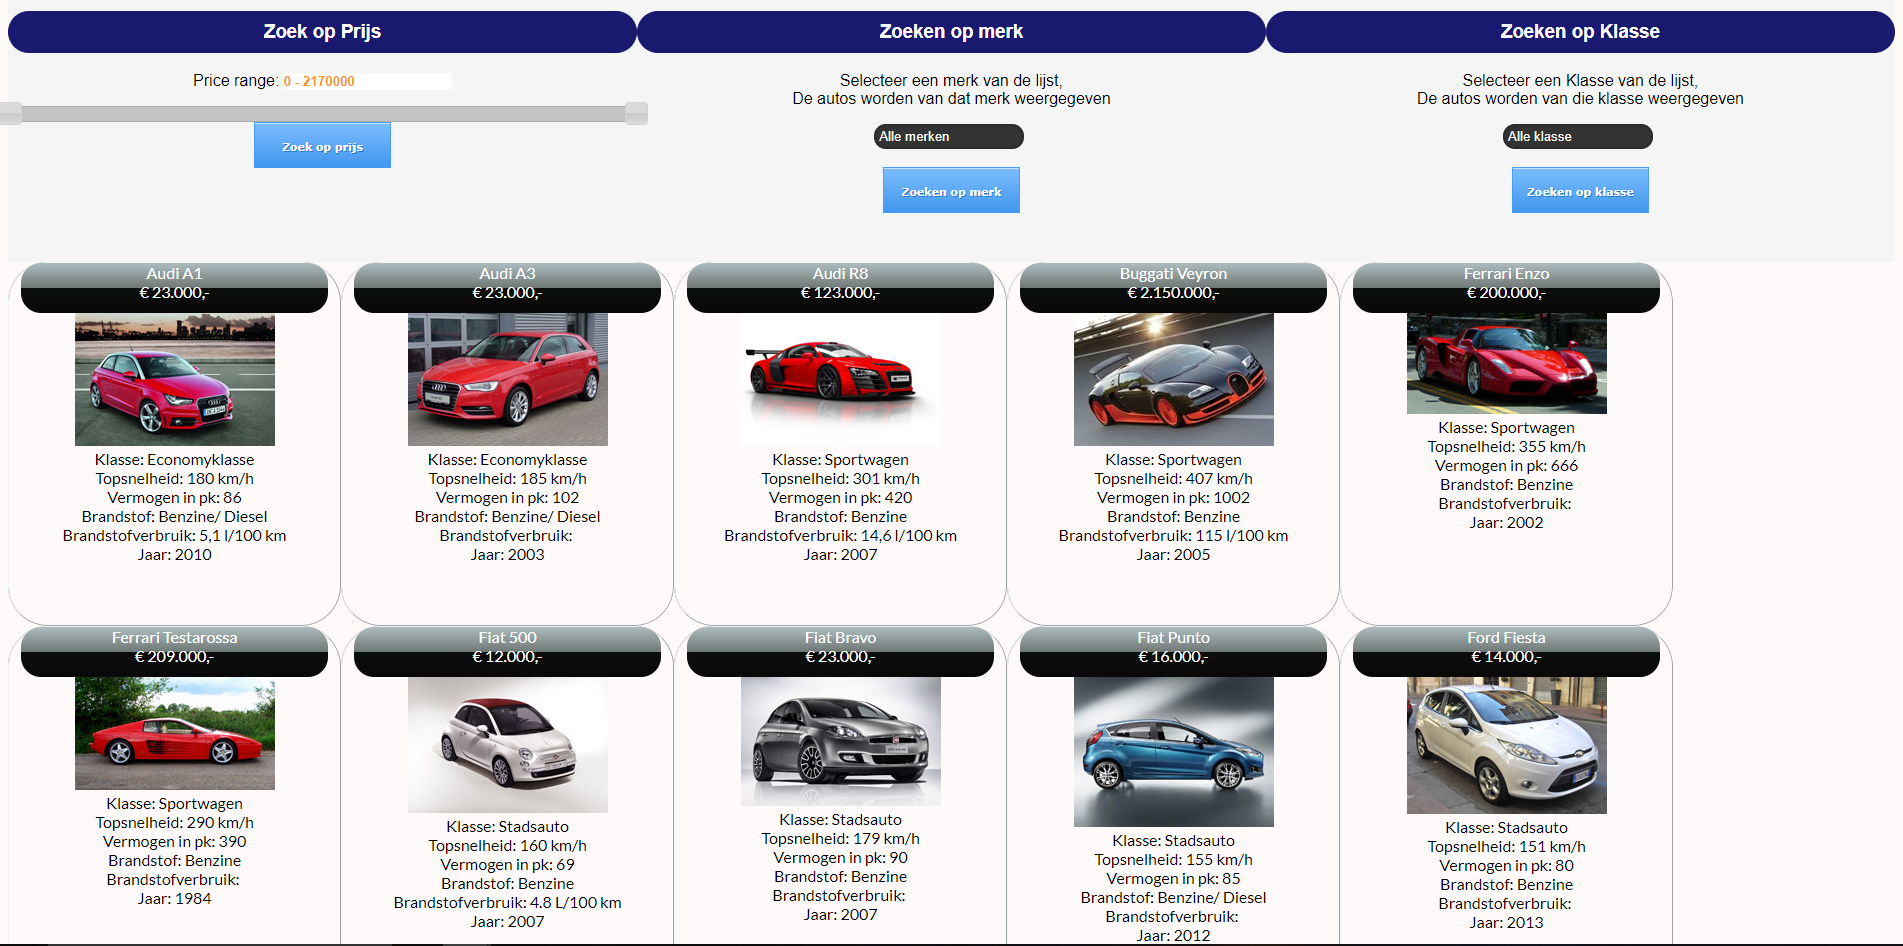 Zoek op Prijs
Price range: 0 - 2170000
Zoek op prijs
Zoeken op merk
Selecteer een merk van de lijst,
De autos worden van dat merk weergegeven
Alle merken
Zoeken op merk
Zoeken op Klasse
Selecteer een Klasse van de lijst,
De autos worden van die klasse weergegeven
Alle klasse
Zoeken op klasse
Audi A1
€ 23.000,-
Klasse: Economyklasse
Topsnelheid: 180 km/h
Vermogen in pk: 86
Brandstof: Benzine/ Diesel
Brandstofverbruik: 5,1 l/100 km
Jaar: 2010
Audi A3
€ 23.000,-
Klasse: Economyklasse
Topsnelheid: 185 km/h
Vermogen in pk: 102
Brandstof: Benzine/ Diesel
Brandstofverbruik:
Jaar: 2003
Audi R8
€ 123.000,-
Klasse: Sportwagen
Topsnelheid: 301 km/h
Vermogen in pk: 420
Brandstof: Benzine
Brandstofverbruik: 14,6 l/100 km
Jaar: 2007
Buggati Veyron
€ 2.150.000,-
Klasse: Sportwagen
Topsnelheid: 407 km/h
Vermogen in pk: 1002
Brandstof: Benzine
Brandstofverbruik: 115 l/100 km
Jaar: 2005
Ferrari Enzo
€ 200.000,-
Klasse: Sportwagen
Topsnelheid: 355 km/h
Vermogen in pk: 666
Brandstof: Benzine
Brandstofverbruik:
Jaar: 2002
Ferrari Testarossa
€ 209.000,-
Klasse: Sportwagen
Topsnelheid: 290 km/h
Vermogen in pk: 390
Brandstof: Benzine
Brandstofverbruik:
Jaar: 1984
Fiat 500
€ 12.000,-
Klasse: Stadsauto
Topsnelheid: 160 km/h
Vermogen in pk: 69
Brandstof: Benzine
Brandstofverbruik: 4.8 L/100 km
Jaar: 2007
Fiat Bravo
€ 23.000,-
Klasse: Stadsauto
Topsnelheid: 179 km/h
Vermogen in pk: 90
Brandstof: Benzine
Brandstofverbruik:
Jaar: 2007
Fiat Punto
€ 16.000,-
Klasse: Stadsauto
Topsnelheid: 155 km/h
Vermogen in pk: 85
Brandstof: Benzine/ Diesel
Brandstofverbruik:
Jaar: 2012
Ford Fiesta
€ 14.000,-
Klasse: Stadsauto
Topsnelheid: 151 km/h
Vermogen in pk: 80
Brandstof: Benzine
Brandstofverbruik:
Jaar: 2013